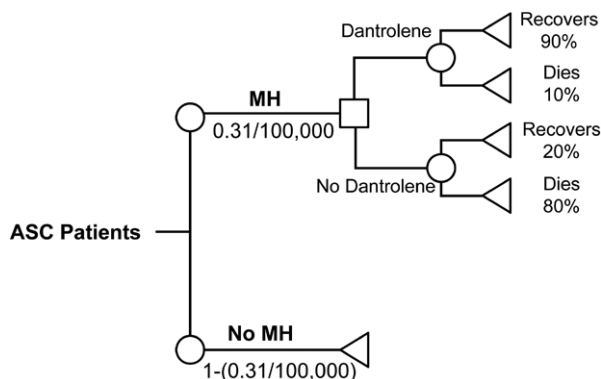 Dantrolene
Recovers
90%
Dies
10%
MH
0.31/100,000
Recovers
20%
No Dantrolene
Dies
80%
ASC Patients
No MH
1-(0.31/100,000)